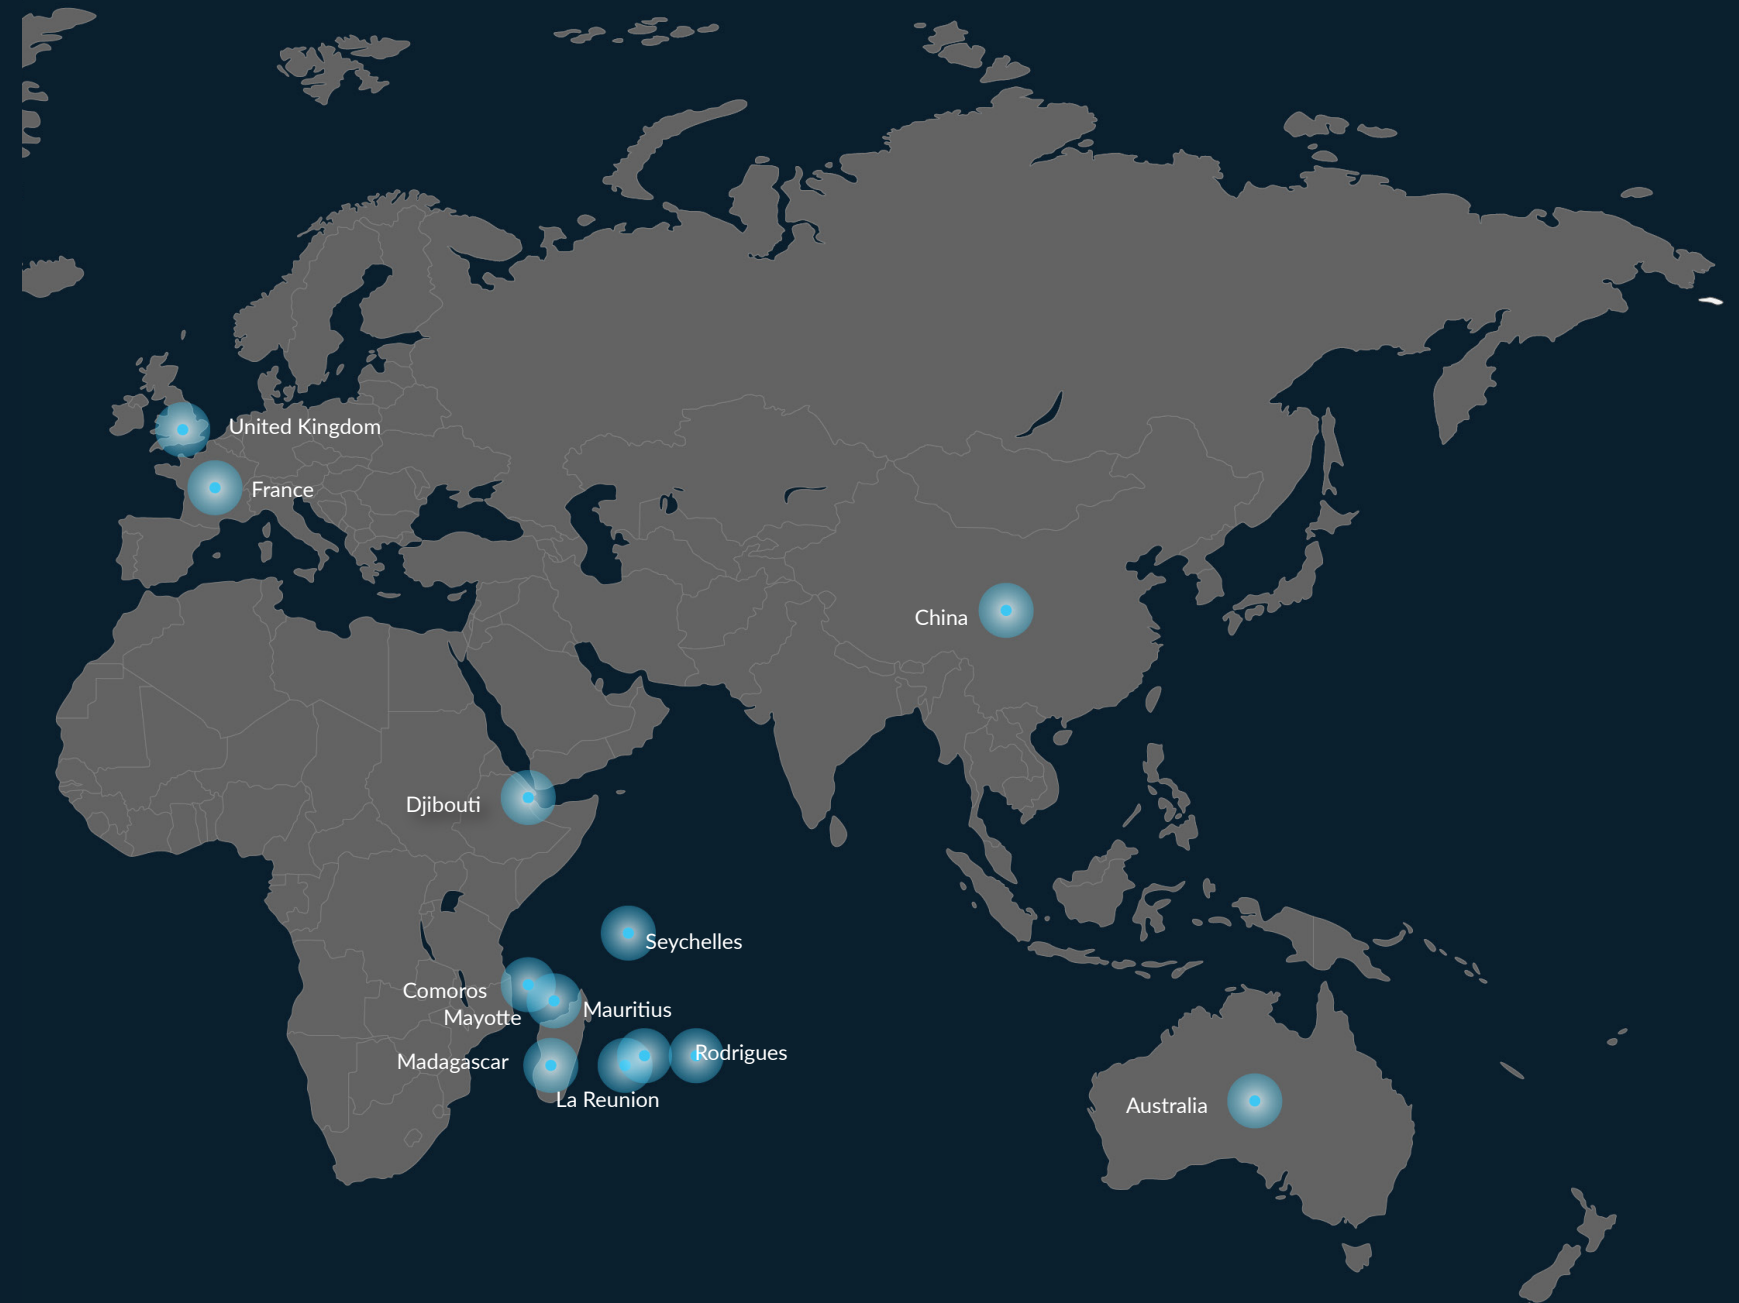 United Kingdom
France
China
Djibouti
Seychelles
Comoros
Mauritius
Mayotte
Rodrigues
Madagascar
La Reunion
Australia